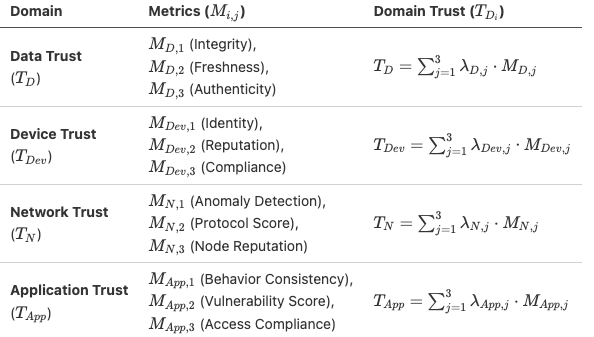 Domain Metrics (M_{i,j}) Domain Trust (T_{D_i})
Data Trust
(T_D)
M_{D,1} (Integrity),
M_{D,2} (Freshness),
M_{D,3} (Authenticity)
T_D = ∑_{j=1}^{3} λ_{D,j} · M_{D,j}
Device Trust
(T_{Dev})
M_{Dev,1} (Identity),
M_{Dev,2} (Reputation),
M_{Dev,3} (Compliance)
T_{Dev} = ∑_{j=1}^{3} λ_{Dev,j} · M_{Dev,j}
Network Trust
(T_N)
M_{N,1} (Anomaly Detection),
M_{N,2} (Protocol Score),
M_{N,3} (Node Reputation)
T_N = ∑_{j=1}^{3} λ_{N,j} · M_{N,j}
Application Trust
(T_{App})
M_{App,1} (Behavior Consistency),
M_{App,2} (Vulnerability Score),
M_{App,3} (Access Compliance)
T_{App} = ∑_{j=1}^{3} λ_{App,j} · M_{App,j}